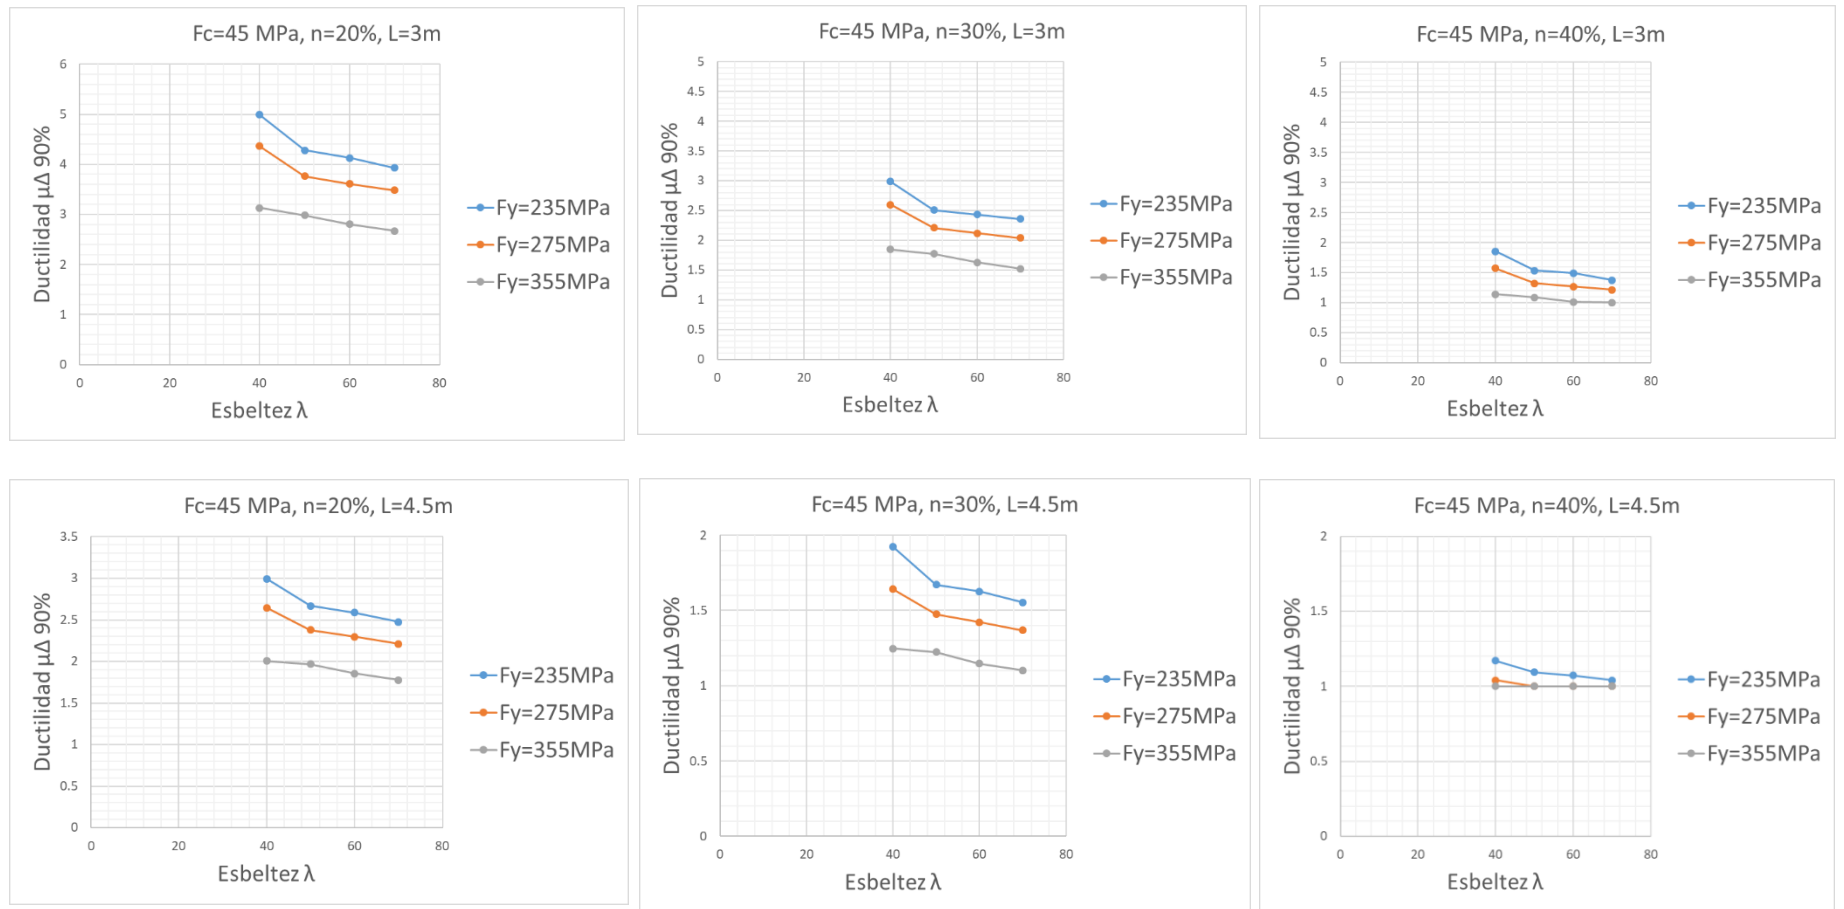 Fc=45 MPa, n=20%, L=3m
Ductilidad μΔ 90%
6
5
4
3
2
1
0
0 20 40 60 80
Esbeltez λ
Fy=235MPa
Fy=275MPa
Fy=355MPa
Fc=45 MPa, n=30%, L=3m
Ductilidad μΔ 90%
5
4.5
4
3.5
3
2.5
2
1.5
1
0.5
0
0 20 40 60 80
Esbeltez λ
Fy=235MPa
Fy=275MPa
Fy=355MPa
Fc=45 MPa, n=40%, L=3m
Ductilidad μΔ 90%
5
4.5
4
3.5
3
2.5
2
1.5
1
0.5
0
0 20 40 60 80
Esbeltez λ
Fy=235MPa
Fy=275MPa
Fy=355MPa
Fc=45 MPa, n=20%, L=4.5m
Ductilidad μΔ 90%
3.5
3
2.5
2
1.5
1
0.5
0
0 20 40 60 80
Esbeltez λ
Fy=235MPa
Fy=275MPa
Fy=355MPa
Fc=45 MPa, n=30%, L=4.5m
Ductilidad μΔ 90%
2
1.5
1
0.5
0
0 20 40 60 80
Esbeltez λ
Fy=235MPa
Fy=275MPa
Fy=355MPa
Fc=45 MPa, n=40%, L=4.5m
Ductilidad μΔ 90%
2
1.5
1
0.5
0
0 20 40 60 80
Esbeltez λ
Fy=235MPa
Fy=275MPa
Fy=355MPa